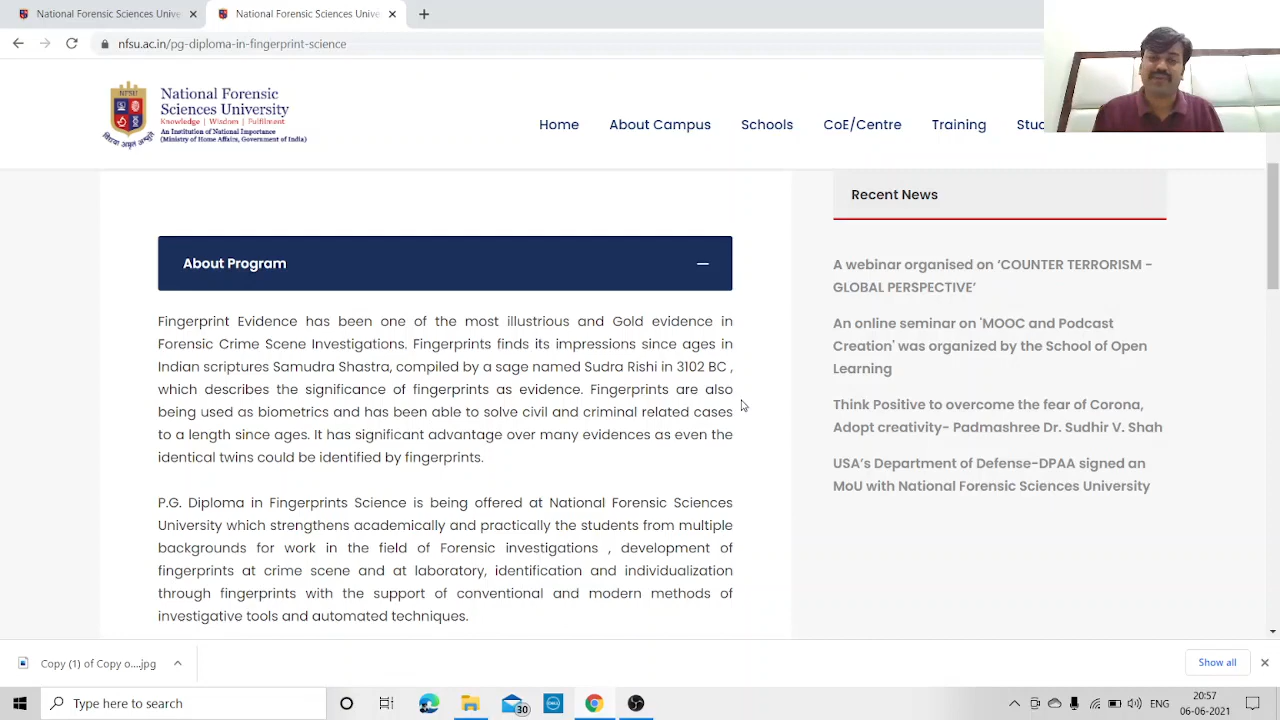 National Forensic Sciences Unive
National Forensic Sciences Unive
nfsu.ac.in/pg-diploma-in-fingerprint-science
NFSU
National Forensic
Sciences University
Knowledge | Wisdom | Fulfilment
An Institution of National Importance
(Ministry of Home Affairs, Government of India)
Home
About Campus
Schools
CoE/Centre
Training
Stu
Recent News
About Program
A webinar organised on ‘COUNTER TERRORISM -
GLOBAL PERSPECTIVE’
An online seminar on 'MOOC and Podcast
Creation' was organized by the School of Open
Learning
Think Positive to overcome the fear of Corona,
Adopt creativity- Padmashree Dr. Sudhir V. Shah
USA’s Department of Defense-DPAA signed an
MoU with National Forensic Sciences University
Fingerprint Evidence has been one of the most illustrious and Gold evidence in
Forensic Crime Scene Investigations. Fingerprints finds its impressions since ages in
Indian scriptures Samudra Shastra, compiled by a sage named Sudra Rishi in 3102 BC ,
which describes the significance of fingerprints as evidence. Fingerprints are also
being used as biometrics and has been able to solve civil and criminal related cases
to a length since ages. It has significant advantage over many evidences as even the
identical twins could be identified by fingerprints.
P.G. Diploma in Fingerprints Science is being offered at National Forensic Sciences
University which strengthens academically and practically the students from multiple
backgrounds for work in the field of Forensic investigations , development of
fingerprints at crime scene and at laboratory, identification and individualization
through fingerprints with the support of conventional and modern methods of
investigative tools and automated techniques.
Copy (1) of Copy o....jpg
Show all
Type here to search
30
DELL
ENG
20:57
06-06-2021